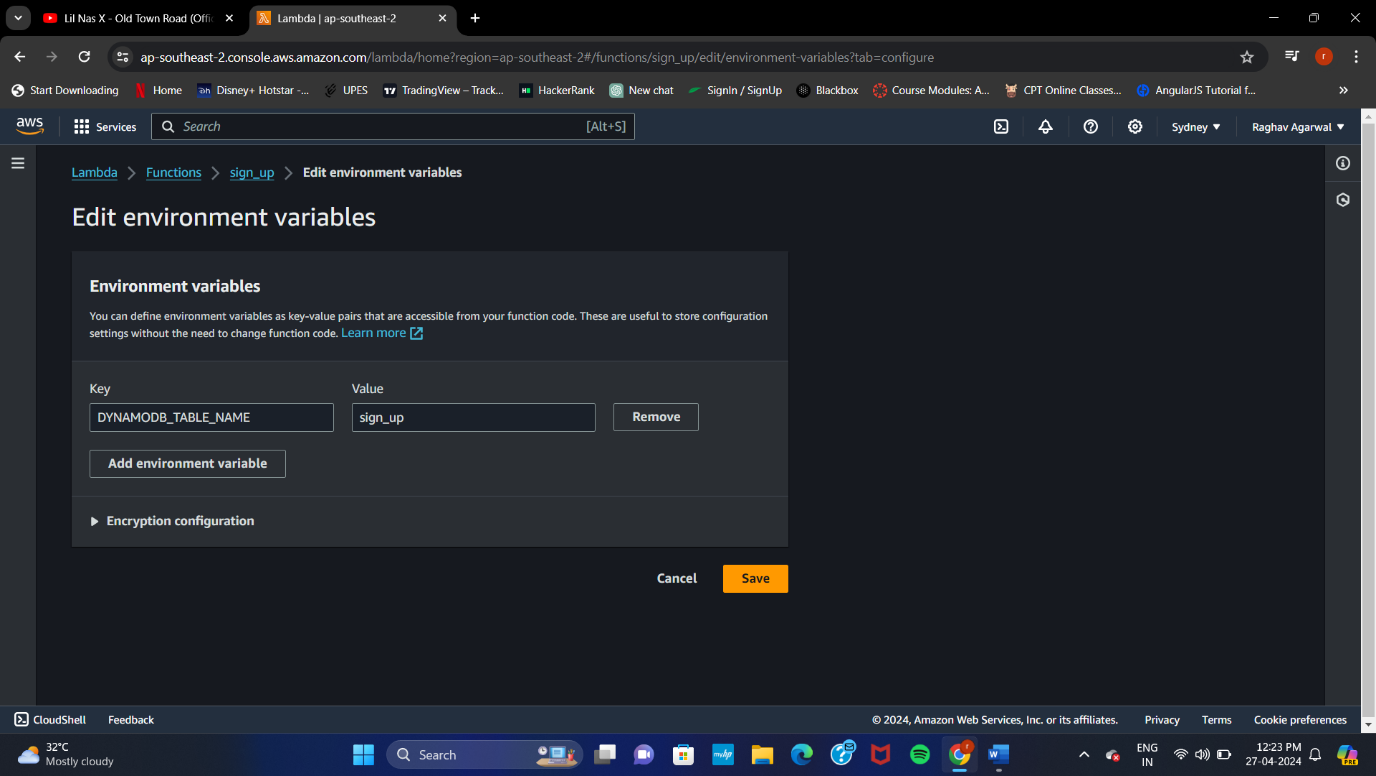 Lil Nas X - Old Town Road (Offi
Lambda | ap-southeast-2
ap-southeast-2.console.aws.amazon.com/lambda/home?region=ap-southeast-2#/functions/sign_up/edit/environment-variables?tab=configure
r
Start Downloading
Home
Disney+ Hotstar -...
UPES
TradingView – Track...
HackerRank
New chat
SignIn / SignUp
Blackbox
Course Modules: A...
CPT Online Classes...
AngularJS Tutorial f...
aws
Services
Search
[Alt+S]
Sydney
Raghav Agarwal
Lambda
Functions
sign_up
Edit environment variables
Edit environment variables
Environment variables
You can define environment variables as key-value pairs that are accessible from your function code. These are useful to store configuration
settings without the need to change function code. Learn more
Key
Value
DYNAMODB_TABLE_NAME
sign_up
Remove
Add environment variable
Encryption configuration
Cancel
Save
CloudShell
Feedback
© 2024, Amazon Web Services, Inc. or its affiliates.
Privacy
Terms
Cookie preferences
32°C
Mostly cloudy
Search
ENG
IN
12:23 PM
27-04-2024
PRE